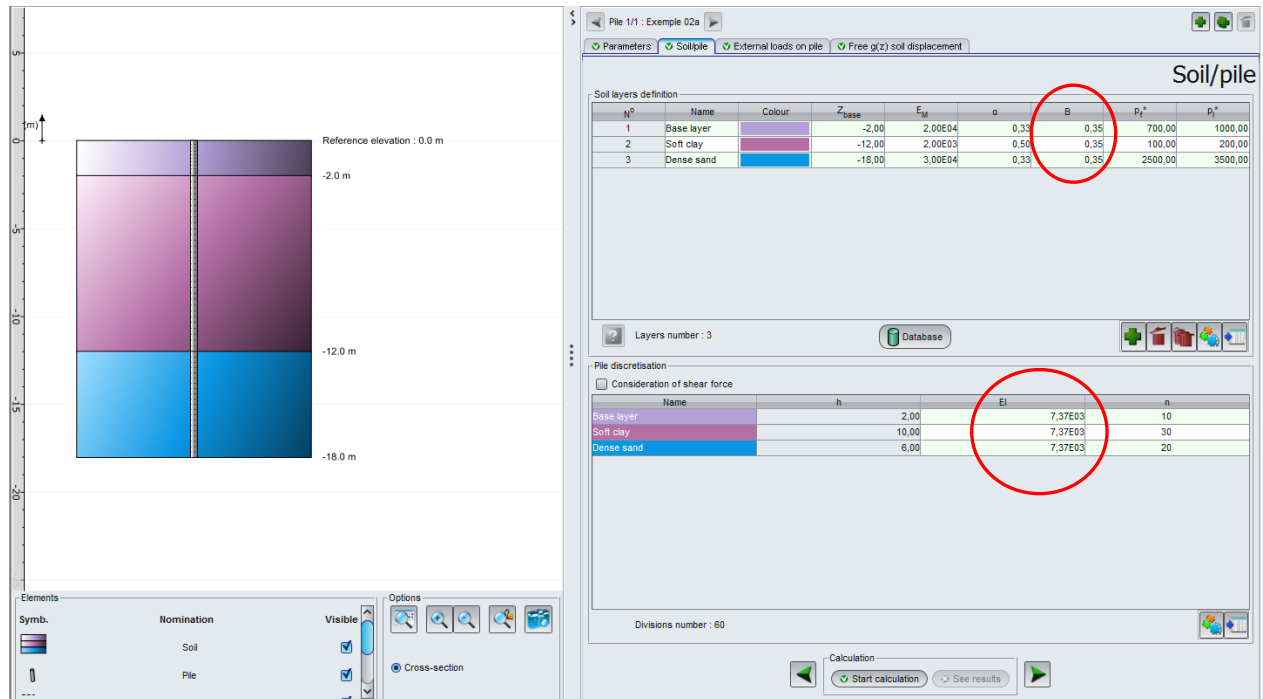 Pile 1/1 : Exemple 02a
Parameters Soil/pile External loads on pile Free g(z) soil displacement
Soil/pile
Soil layers definition
N° Name Colour Z base E M α B p f * p l *
1 Base layer -2,00 2,00E04 0,33 0,35 700,00 1000,00
2 Soft clay -12,00 2,00E03 0,50 0,35 100,00 200,00
3 Dense sand -18,00 3,00E04 0,33 0,35 2500,00 3500,00
? Layers number : 3 Database
Pile discretisation
Consideration of shear force
Name h EI n
Base layer 2,00 7,37E03 10
Soft clay 10,00 7,37E03 30
Dense sand 6,00 7,37E03 20
Divisions number : 60
Calculation
Start calculation See results
5
(m)
0
-5
-10
-15
-20
Reference elevation : 0.0 m
-2.0 m
-12.0 m
-18.0 m
Elements
Symb. Nomination Visible
Soil
Pile
Options
Cross-section